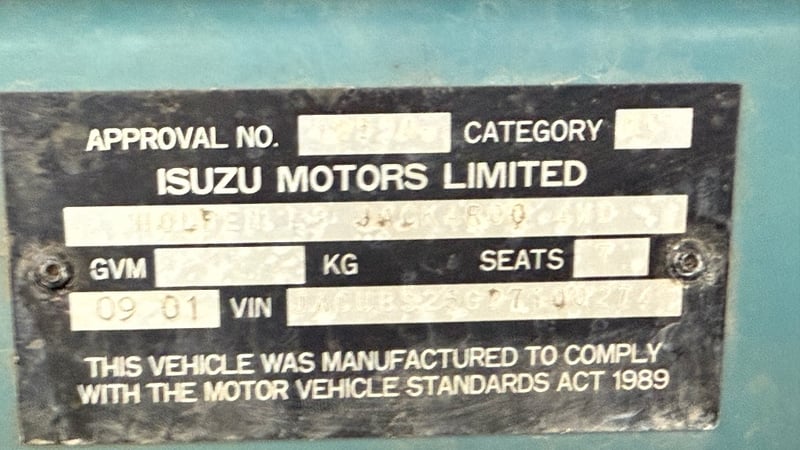 APPROVAL NO. CATEGORY
ISUZU MOTORS LIMITED
HOLDEN JACKAROO 4WD
GVM KG SEATS 7
09 01 VIN
THIS VEHICLE WAS MANUFACTURED TO COMPLY
WITH THE MOTOR VEHICLE STANDARDS ACT 1989